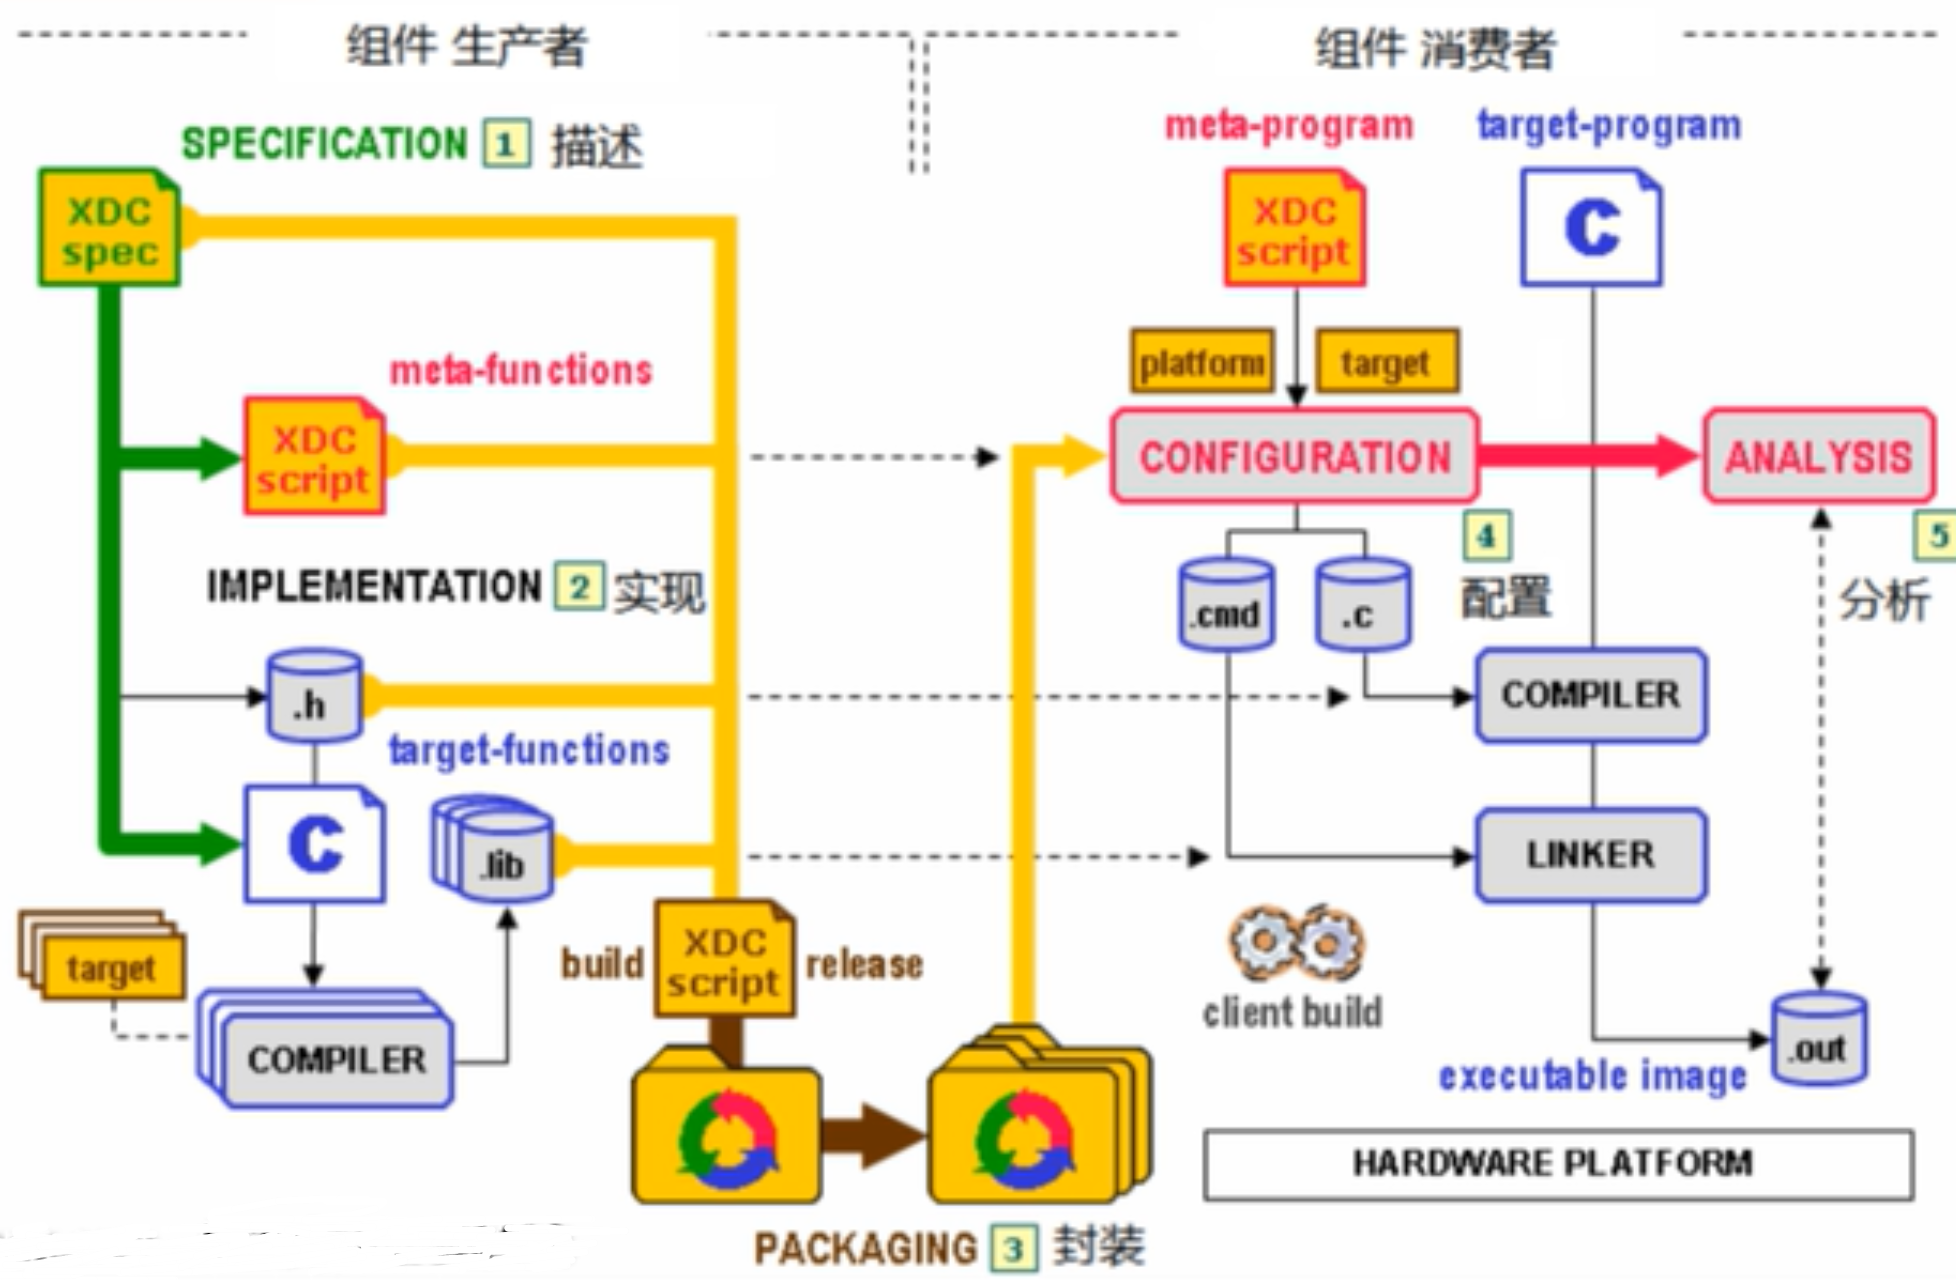 组件 生产者
组件 消费者
SPECIFICATION 1 描述
meta-program
target-program
XDC
spec
XDC
script
C
meta-functions
platform
target
XDC
script
CONFIGURATION
ANALYSIS
4
配置
5
分析
IMPLEMENTATION 2 实现
.cmd
.c
.h
COMPILER
target-functions
C
.lib
LINKER
target
build
XDC
script
release
client build
COMPILER
.out
executable image
HARDWARE PLATFORM
PACKAGING 3 封装